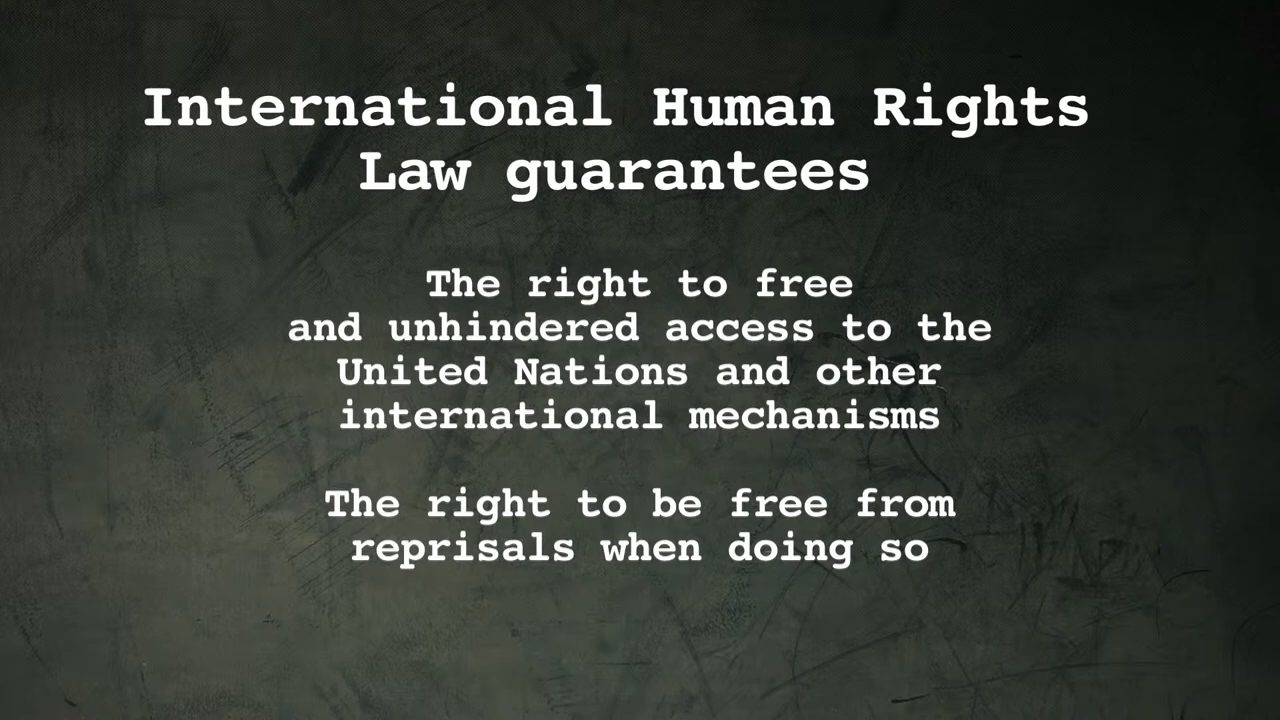 International Human Rights
Law guarantees
The right to free
and unhindered access to the
United Nations and other
international mechanisms
The right to be free from
reprisals when doing so